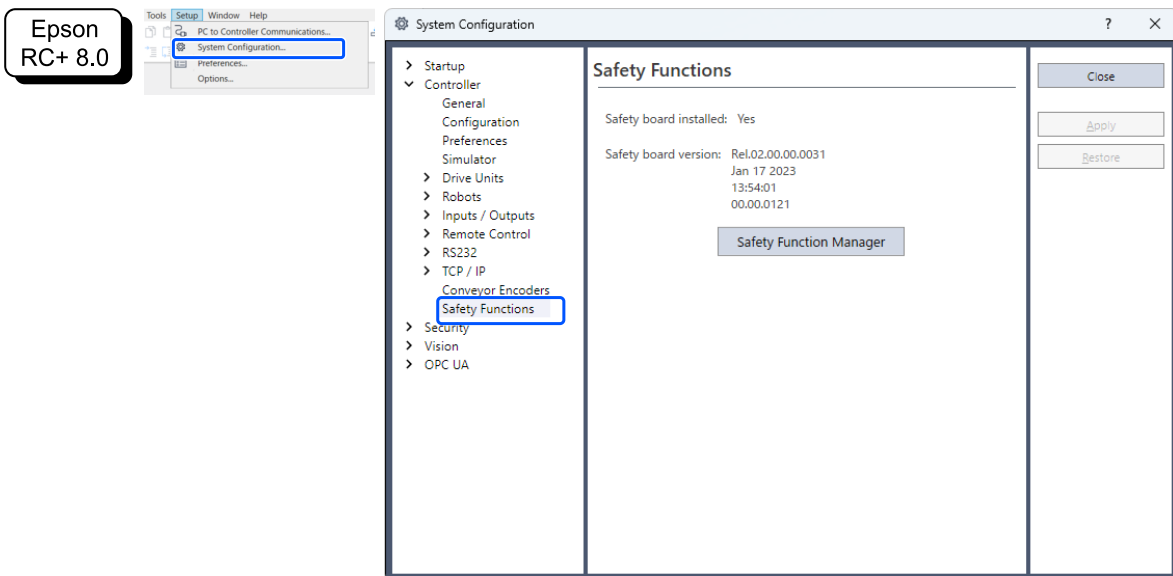 Epson
RC+ 8.0
Tools Setup Window Help
PC to Controller Communications...
System Configuration...
Preferences...
Options...
System Configuration
?
Startup
Controller
General
Configuration
Preferences
Simulator
Drive Units
Robots
Inputs / Outputs
Remote Control
RS232
TCP / IP
Conveyor Encoders
Safety Functions
Security
Vision
OPC UA
Safety Functions
Safety board installed: Yes
Safety board version: Rel.02.00.00.0031
Jan 17 2023
13:54:01
00.00.0121
Safety Function Manager
Close
Apply
Restore